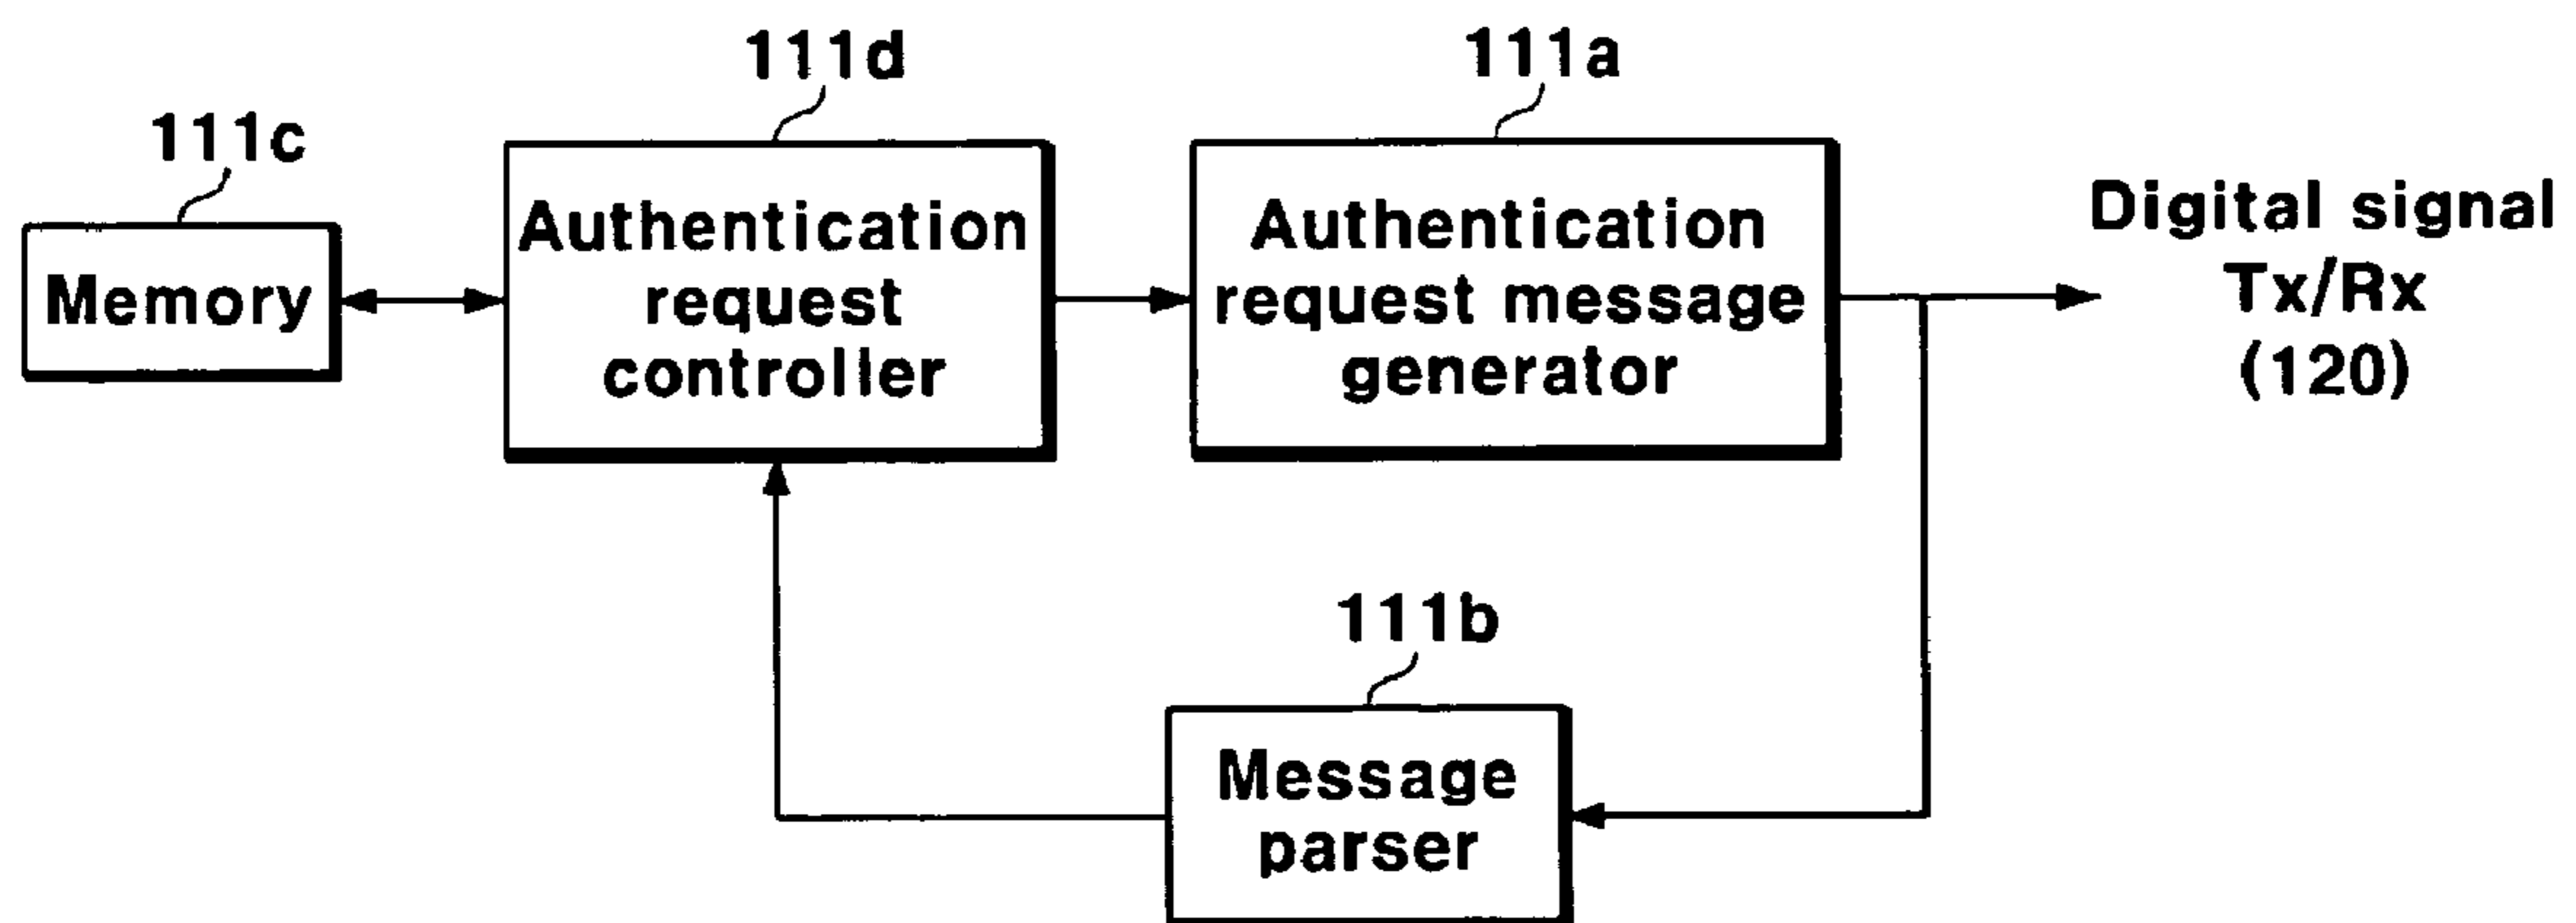 111c
Memory
111d
Authentication
request
controller
111a
Authentication
request message
generator
Digital signal
Tx/Rx
(120)
111b
Message
parser